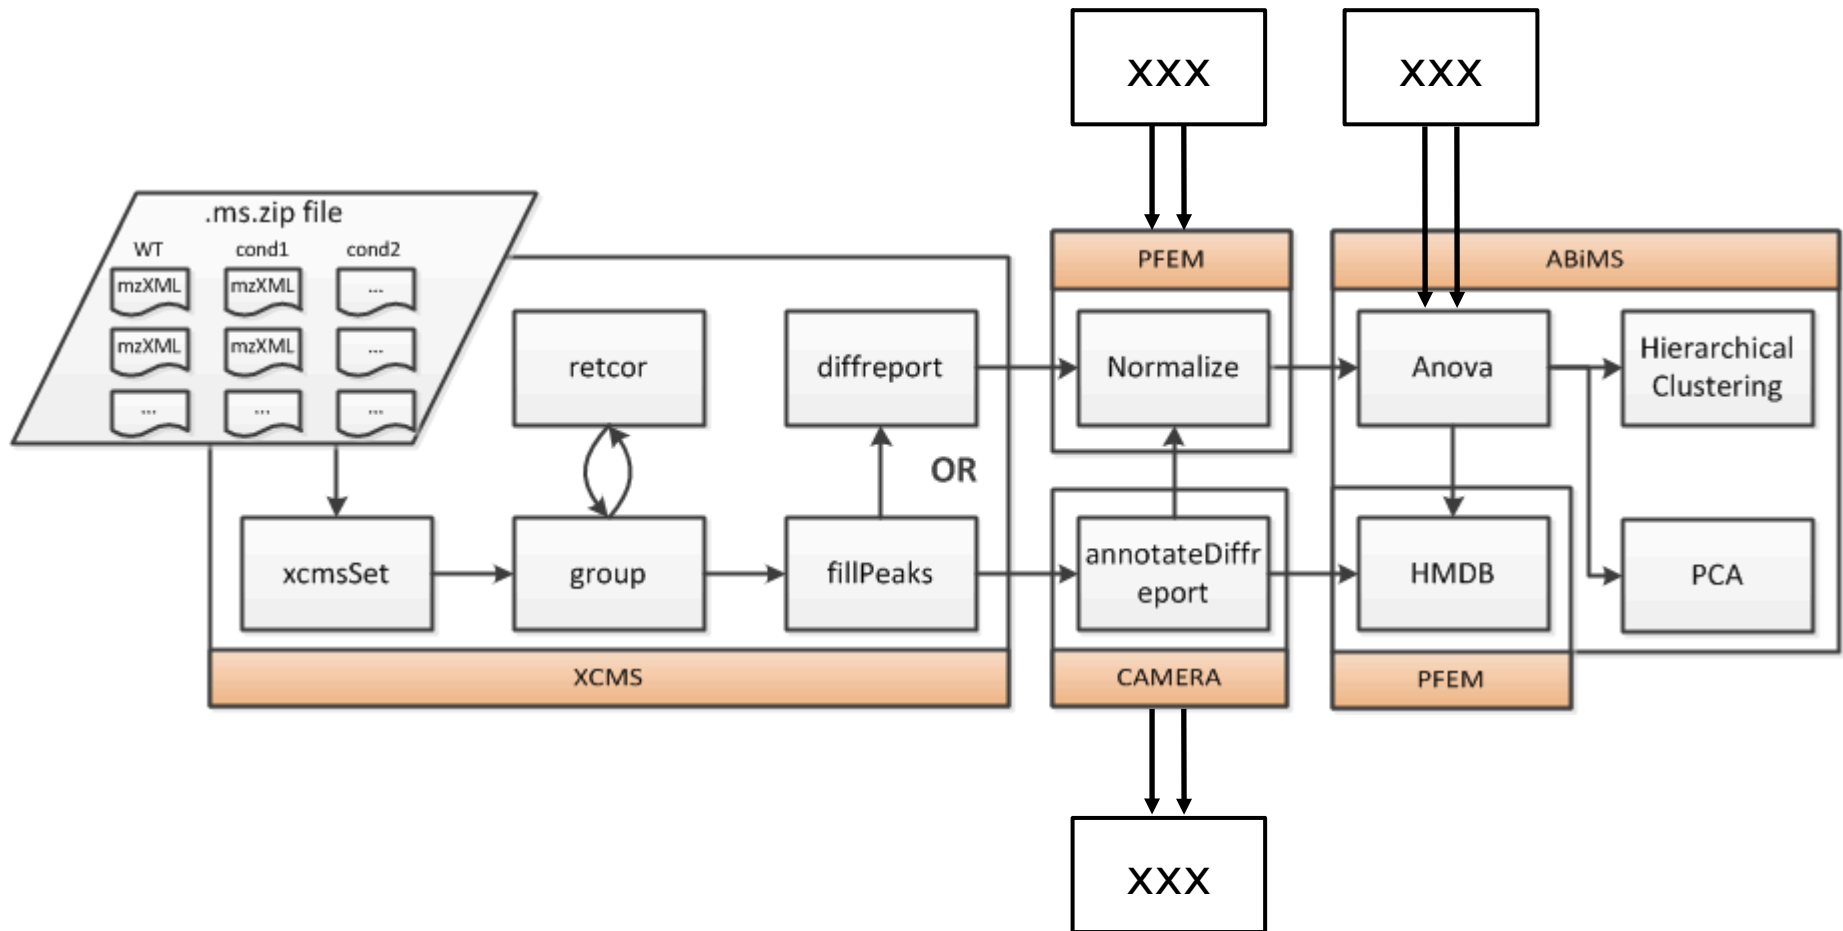 xxx
xxx
.ms.zip file
WT
cond1
cond2
mzXML
mzXML
...
mzXML
mzXML
...
...
...
...
PFEM
ABiMS
retcor
diffreport
Normalize
Anova
Hierarchical
Clustering
OR
xcmsSet
group
fillPeaks
annotateDiffr
eport
HMDB
PCA
XCMS
CAMERA
PFEM
xxx